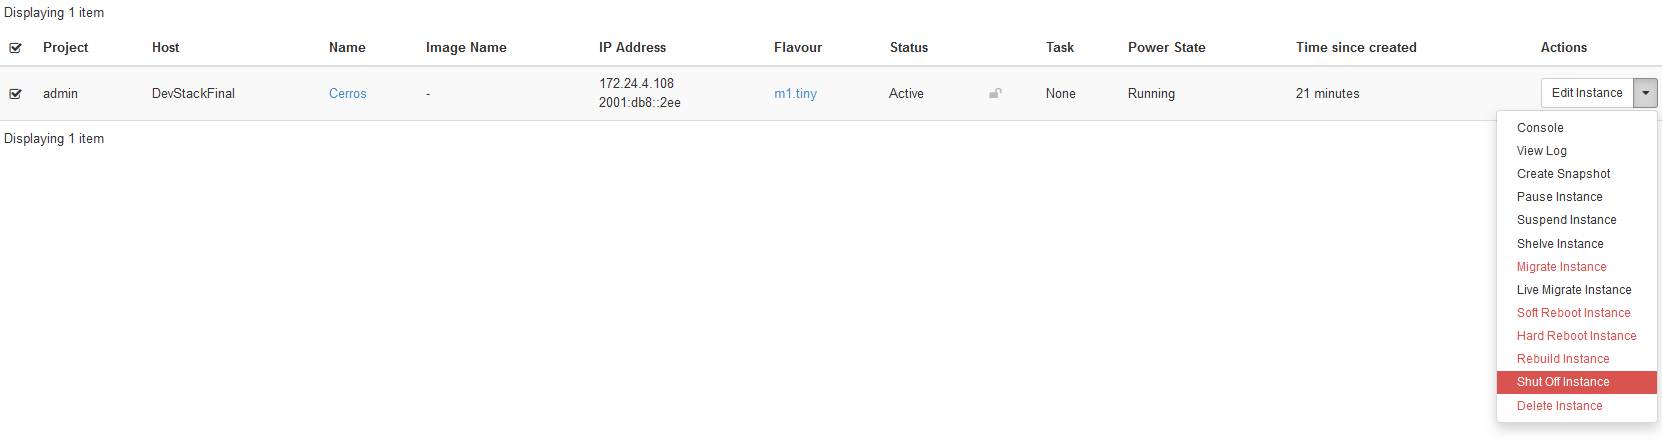 Displaying 1 item
Project Host Name Image Name IP Address Flavour Status Task Power State Time since created Actions
admin DevStackFinal Cerros - 172.24.4.108 m1.tiny Active None Running 21 minutes Edit Instance
2001:db8::2ee
Displaying 1 item
Console
View Log
Create Snapshot
Pause Instance
Suspend Instance
Shelve Instance
Migrate Instance
Live Migrate Instance
Soft Reboot Instance
Hard Reboot Instance
Rebuild Instance
Shut Off Instance
Delete Instance